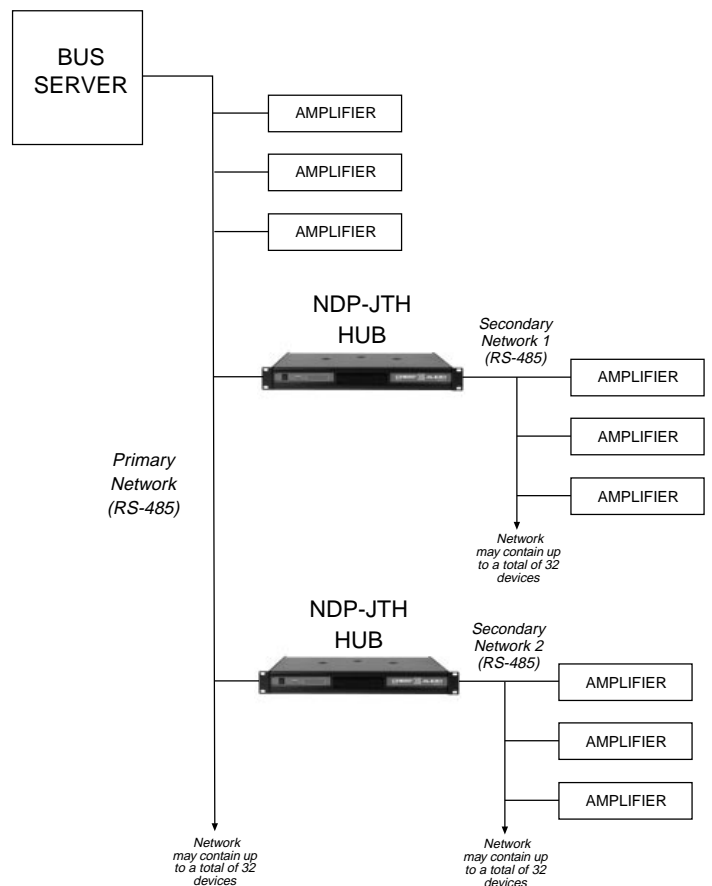 BUS
SERVER
AMPLIFIER
AMPLIFIER
AMPLIFIER
NDP-JTH
HUB
Secondary
Network 1
(RS-485)
AMPLIFIER
AMPLIFIER
AMPLIFIER
Primary
Network
(RS-485)
Network
may contain up
to a total of 32
devices
NDP-JTH
HUB
Secondary
Network 2
(RS-485)
AMPLIFIER
AMPLIFIER
AMPLIFIER
Network
may contain up
to a total of 32
devices
Network
may contain up
to a total of 32
devices